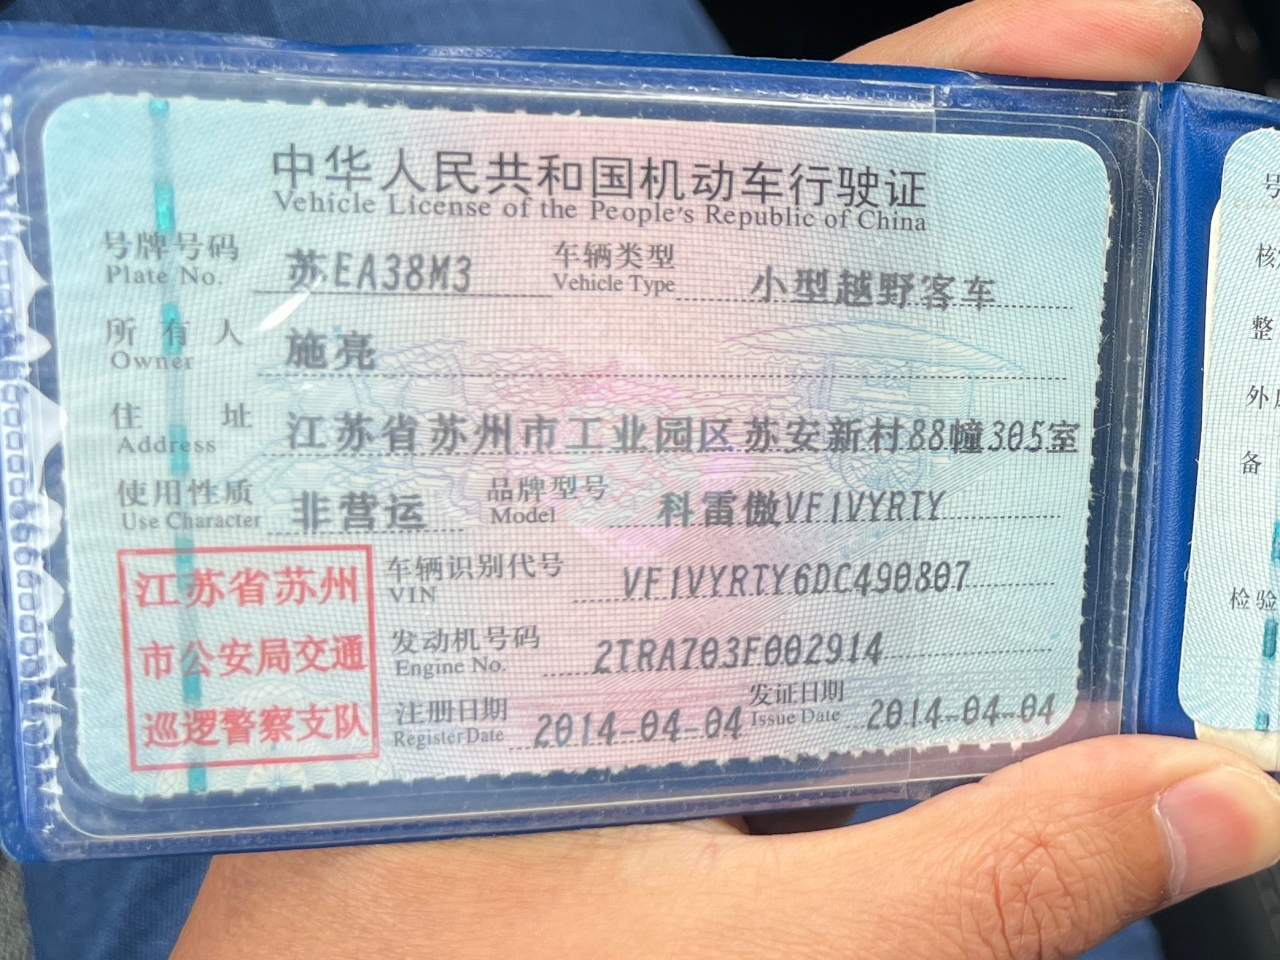 中华人民共和国机动车行驶证
Vehicle License of the People's Republic of China
号牌号码 苏EA38M3 车辆类型 小型越野客车
Plate No. Vehicle Type
所有人 施亮
Owner
住址 江苏省苏州市工业园区苏安新村88幢305室
Address
使用性质 非营运 品牌型号 科雷傲VF1VYRTY
Use Character Model
江苏省苏州
市公安局交通
巡逻警察支队
车辆识别代号 VF1VYRTY6DC490807
VIN
发动机号码 2TRA703F002914
Engine No.
注册日期 2014-04-04 发证日期 2014-04-04
Register Date Issue Date
号
核
整
外
备
检验